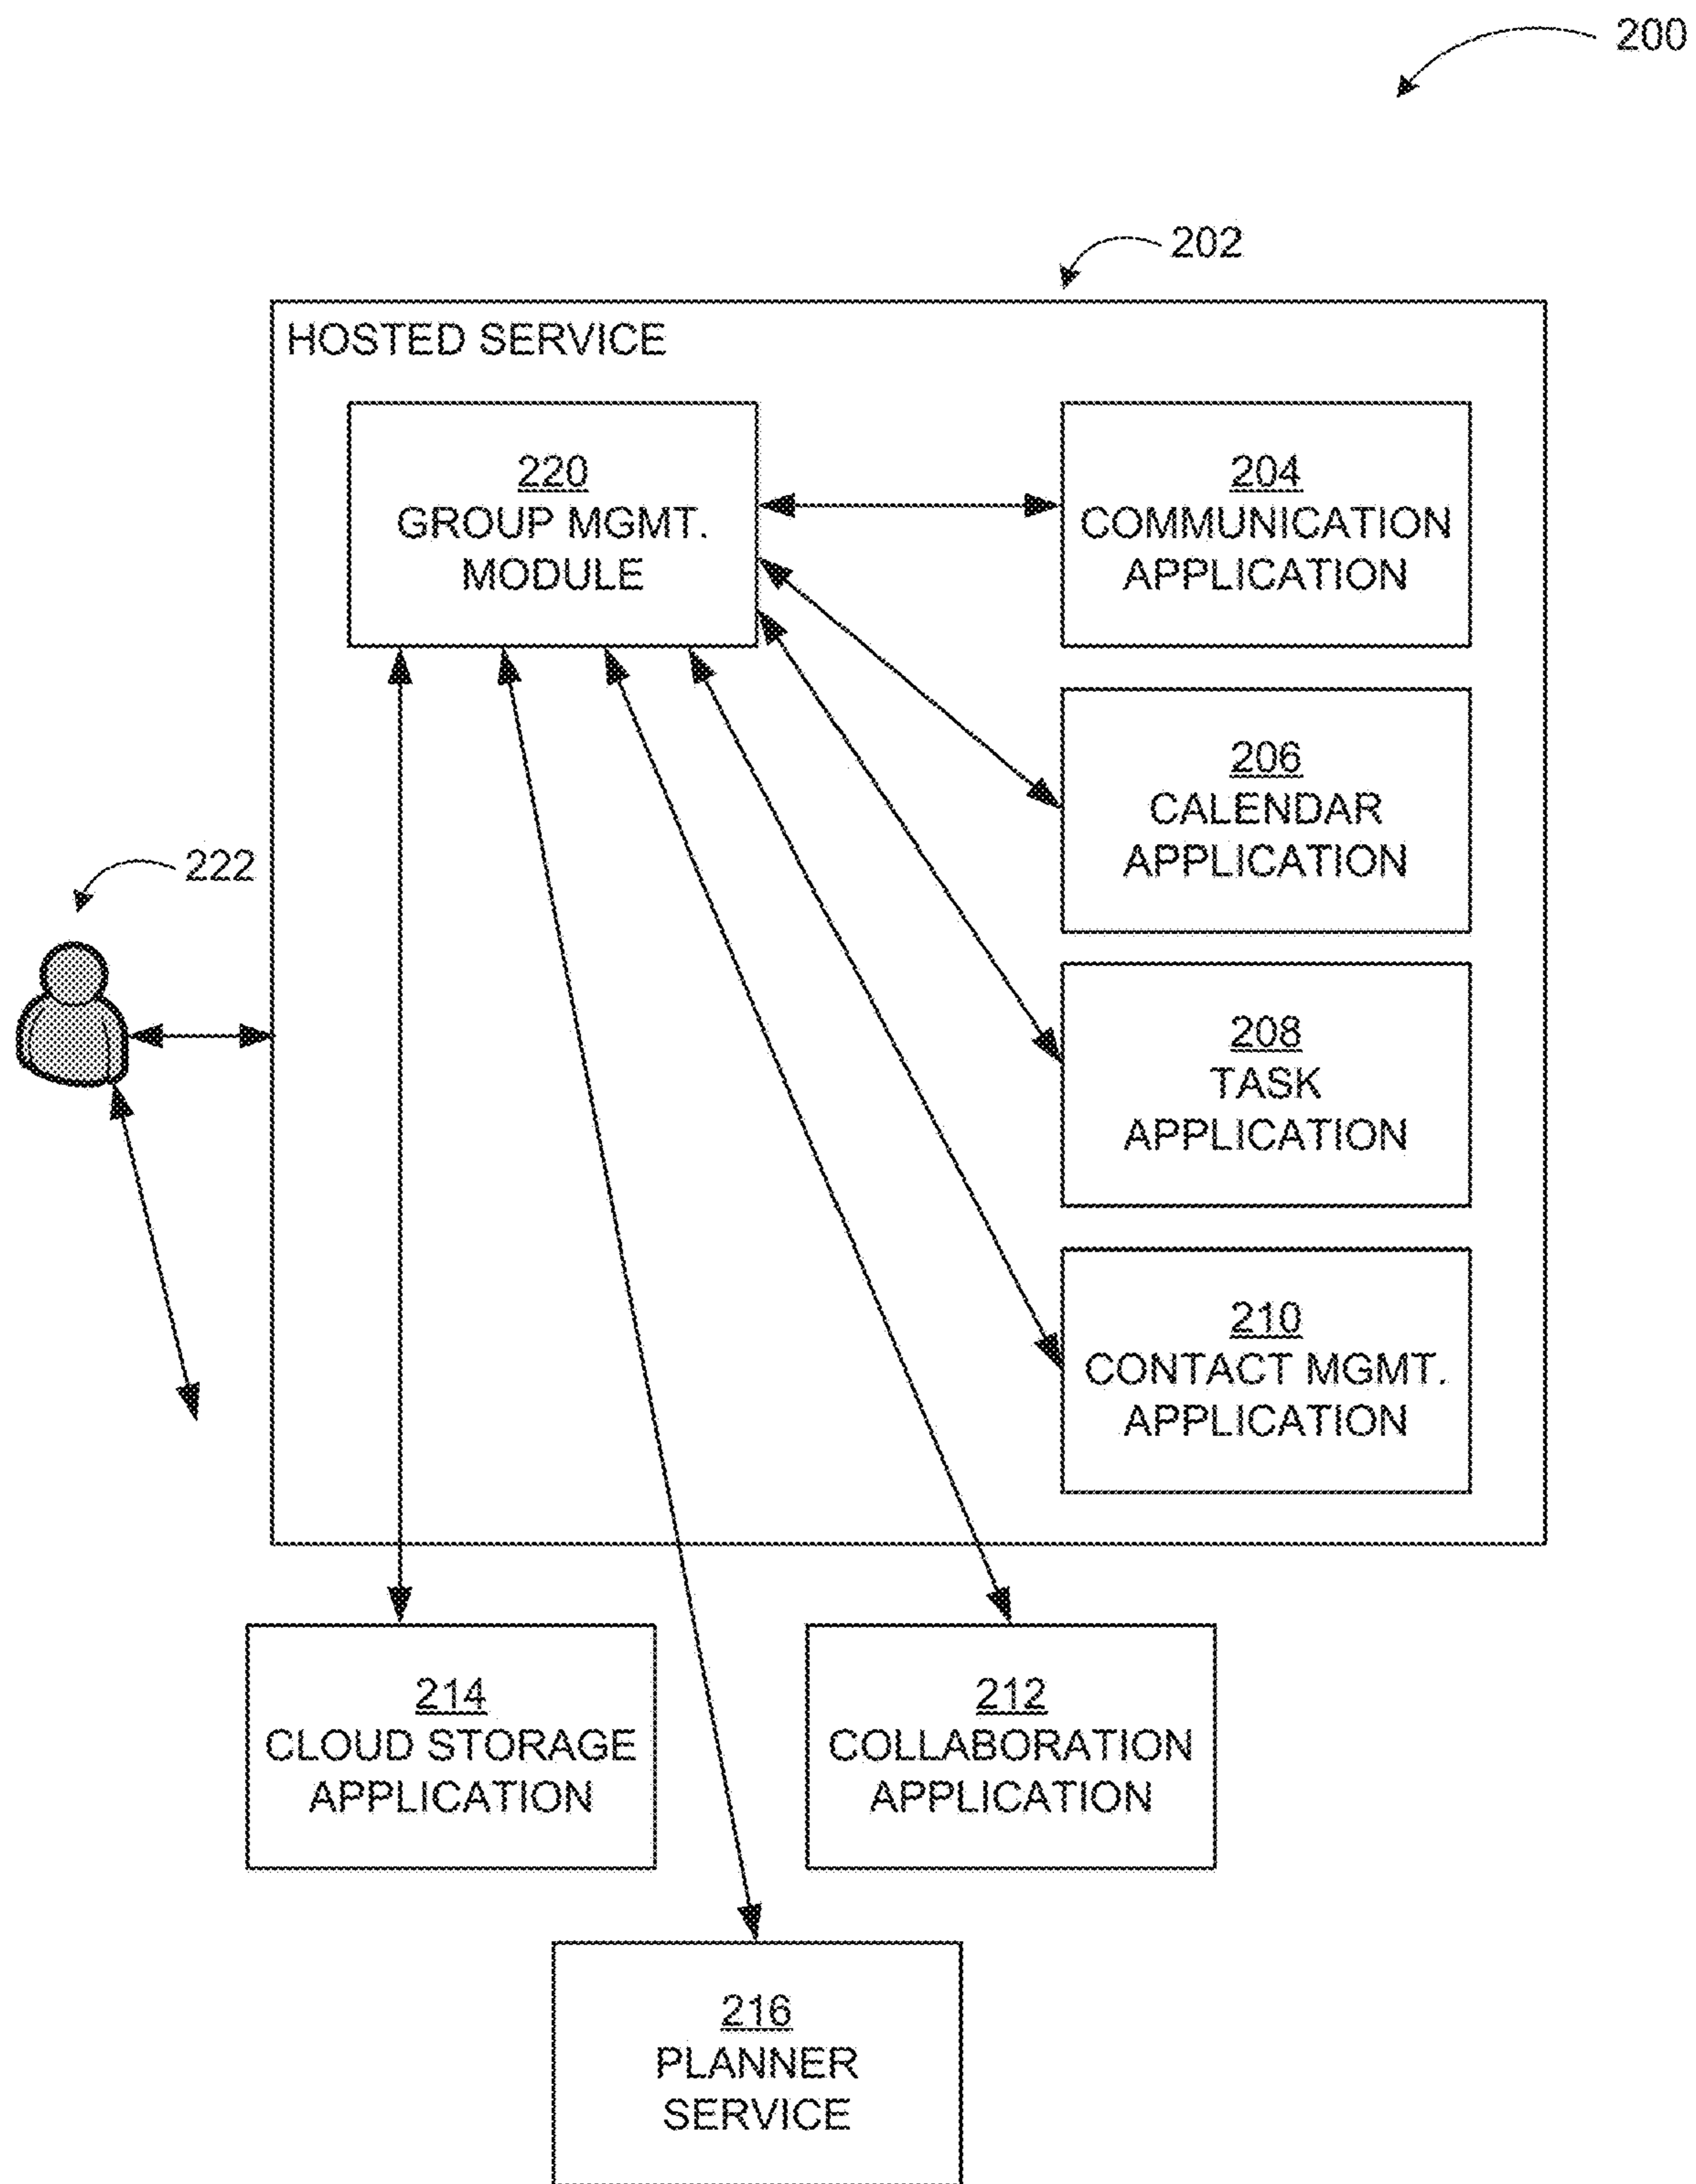 200
202
HOSTED SERVICE
220
GROUP MGMT.
MODULE
204
COMMUNICATION
APPLICATION
206
CALENDAR
APPLICATION
222
208
TASK
APPLICATION
210
CONTACT MGMT.
APPLICATION
214
CLOUD STORAGE
APPLICATION
212
COLLABORATION
APPLICATION
216
PLANNER
SERVICE